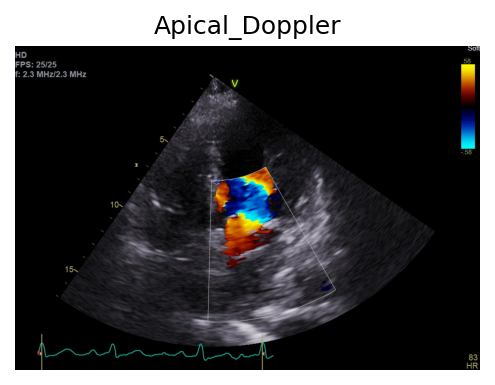 Apical_Doppler
HD
FPS: 25/25
f: 2.3 MHz/2.3 MHz
V
.58
5
10
-.58
15
83
HR